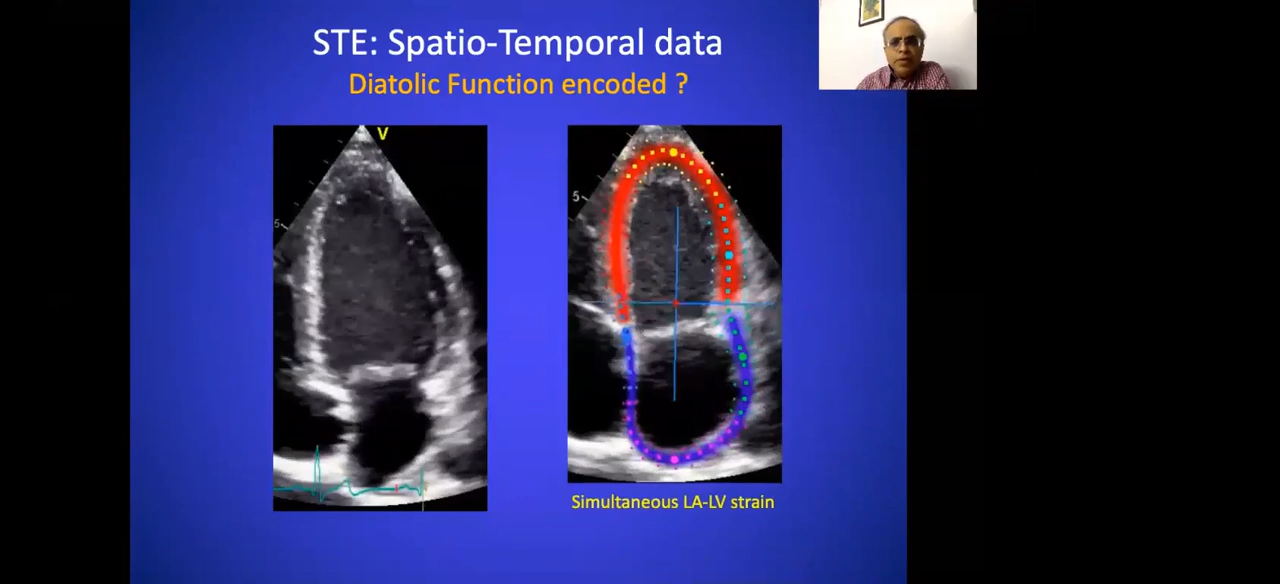 STE: Spatio-Temporal data
Diatolic Function encoded ?
V
5
5
Simultaneous LA-LV strain